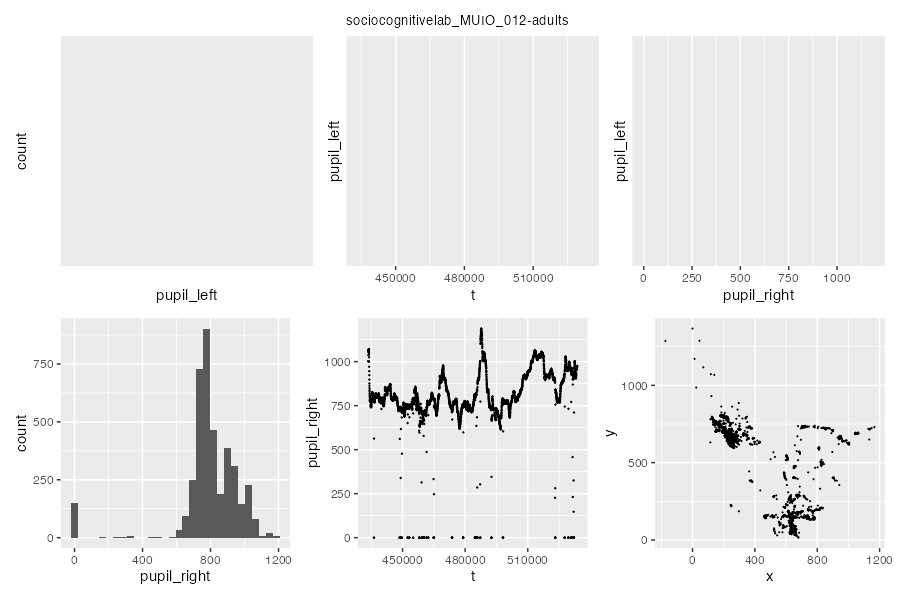 sociocognitivelab_MUIO_012-adults
count
pupil_left
pupil_left
450000 480000 510000
t
pupil_left
0 250 500 750 1000
pupil_right
count
750
500
250
0
0 400 800 1200
pupil_right
pupil_right
1000
750
500
250
0
450000 480000 510000
t
y
1000
500
0
0 400 800 1200
x